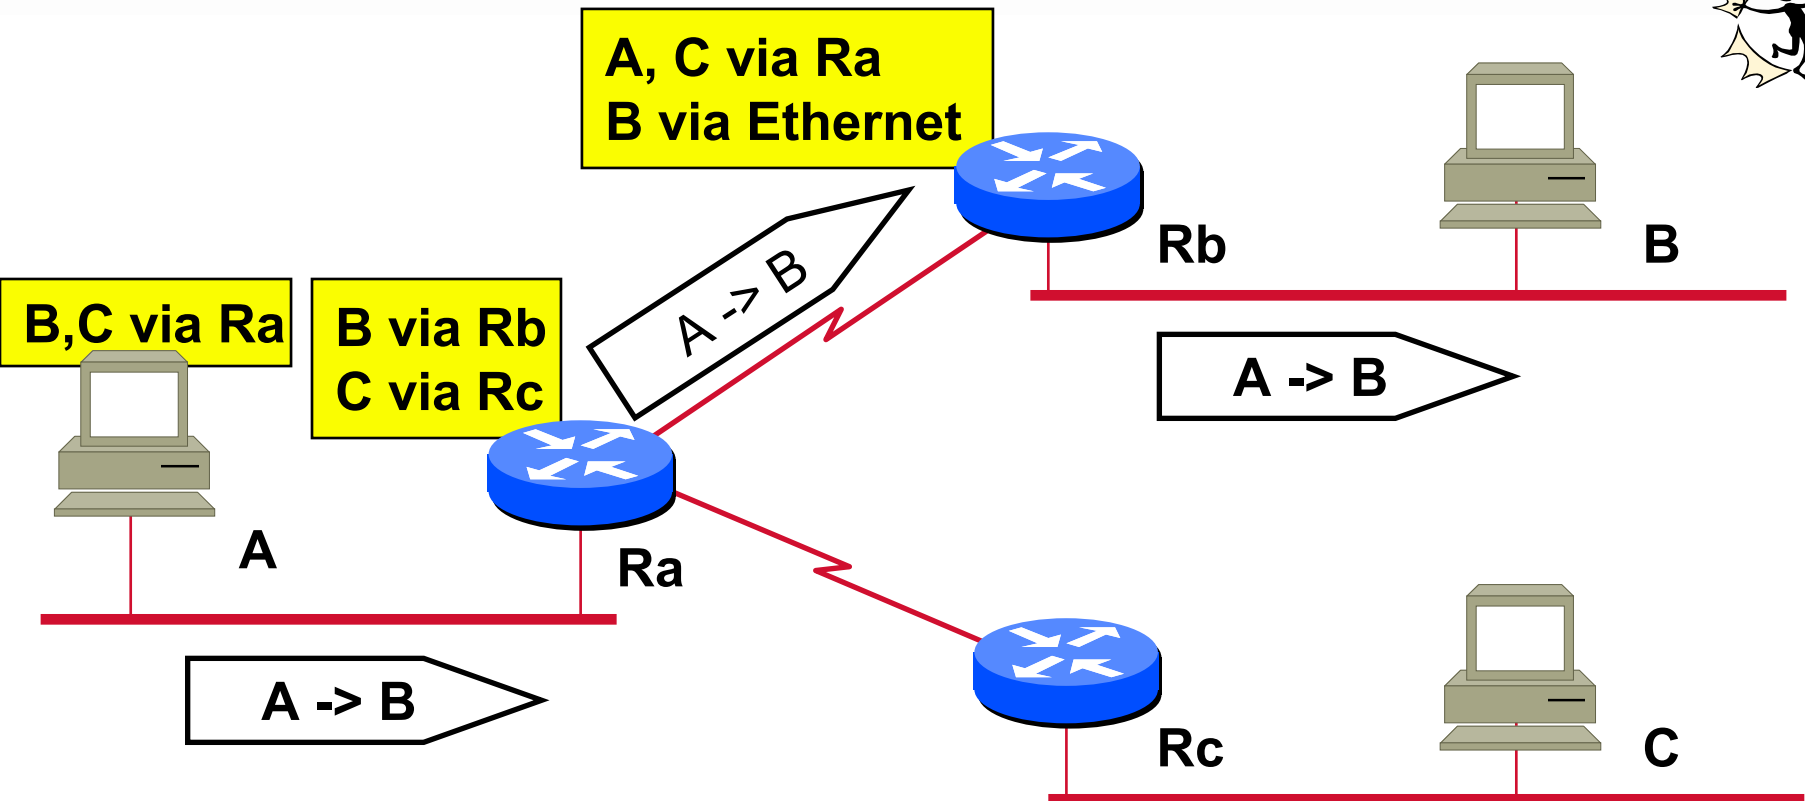 A, C via Ra
B via Ethernet
Rb
B
B,C via Ra
B via Rb
C via Rc
A -> B
A -> B
A
Ra
A -> B
Rc
C